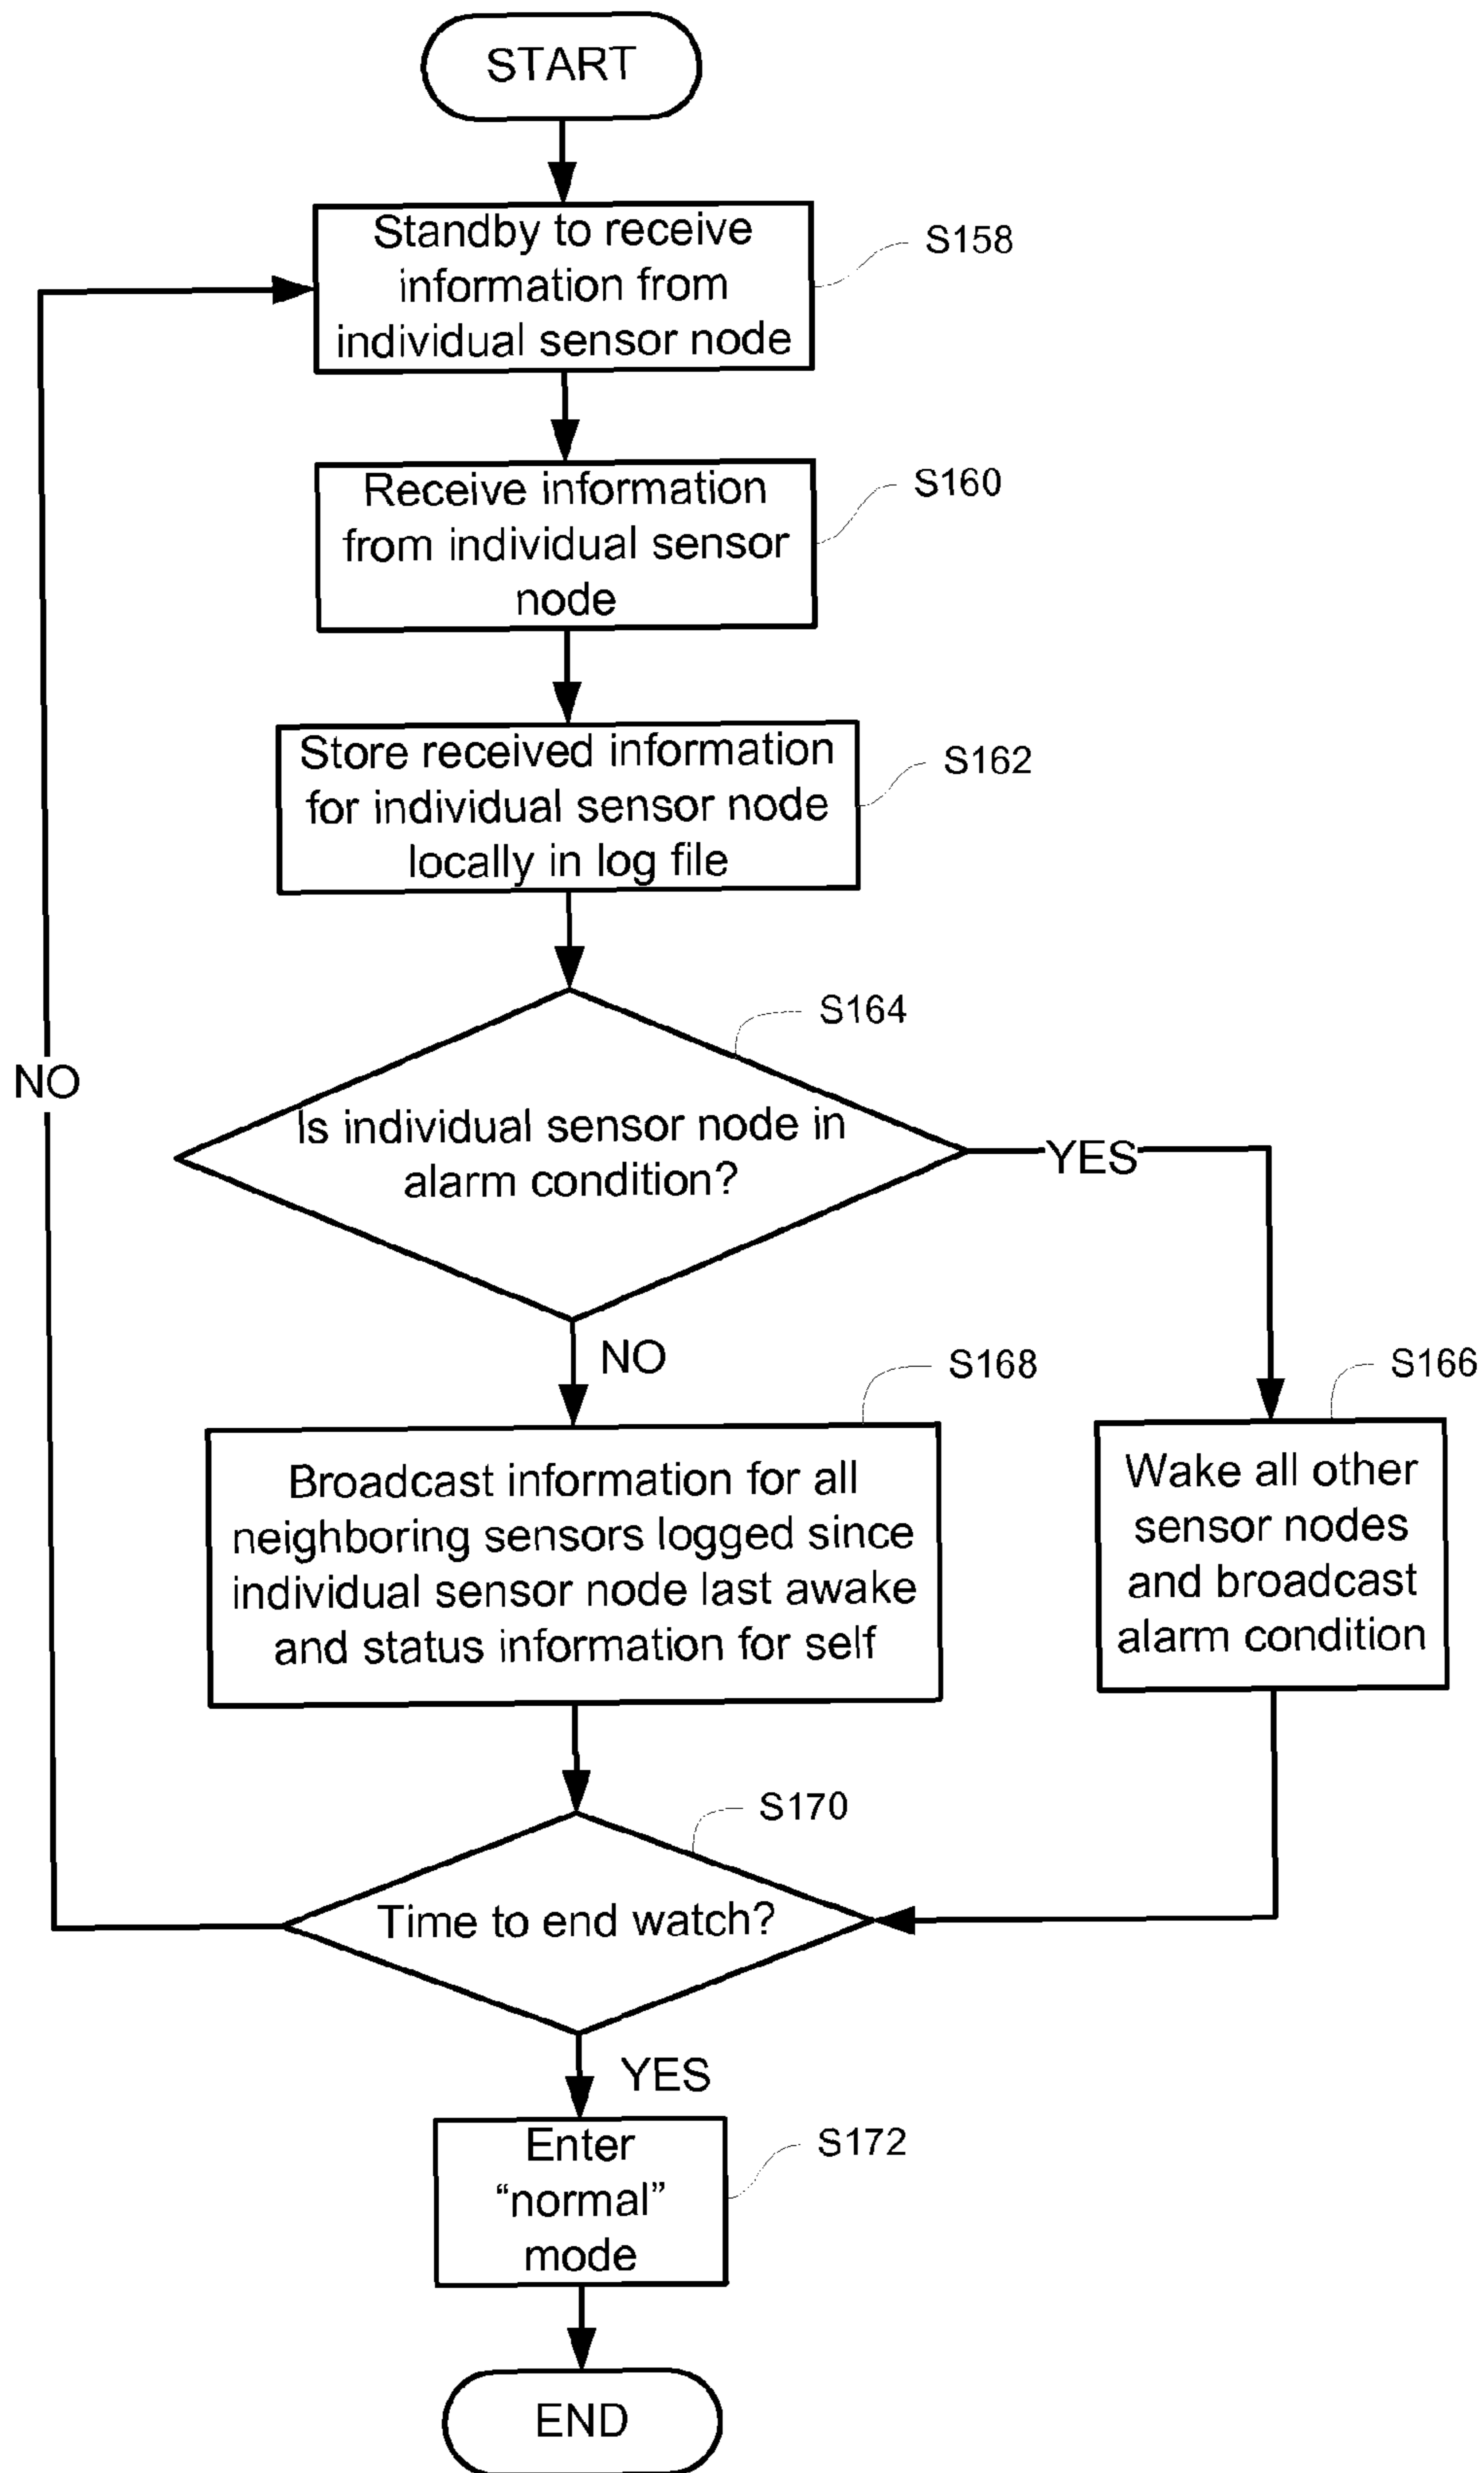 START
Standby to receive
information from
individual sensor node
S158
Receive information
from individual sensor
node
S160
Store received information
for individual sensor node
locally in log file
S162
S164
NO
Is individual sensor node in
alarm condition?
YES
NO
S168
S166
Broadcast information for all
neighboring sensors logged since
individual sensor node last awake
and status information for self
Wake all other
sensor nodes
and broadcast
alarm condition
S170
Time to end watch?
YES
Enter
“normal”
mode
S172
END